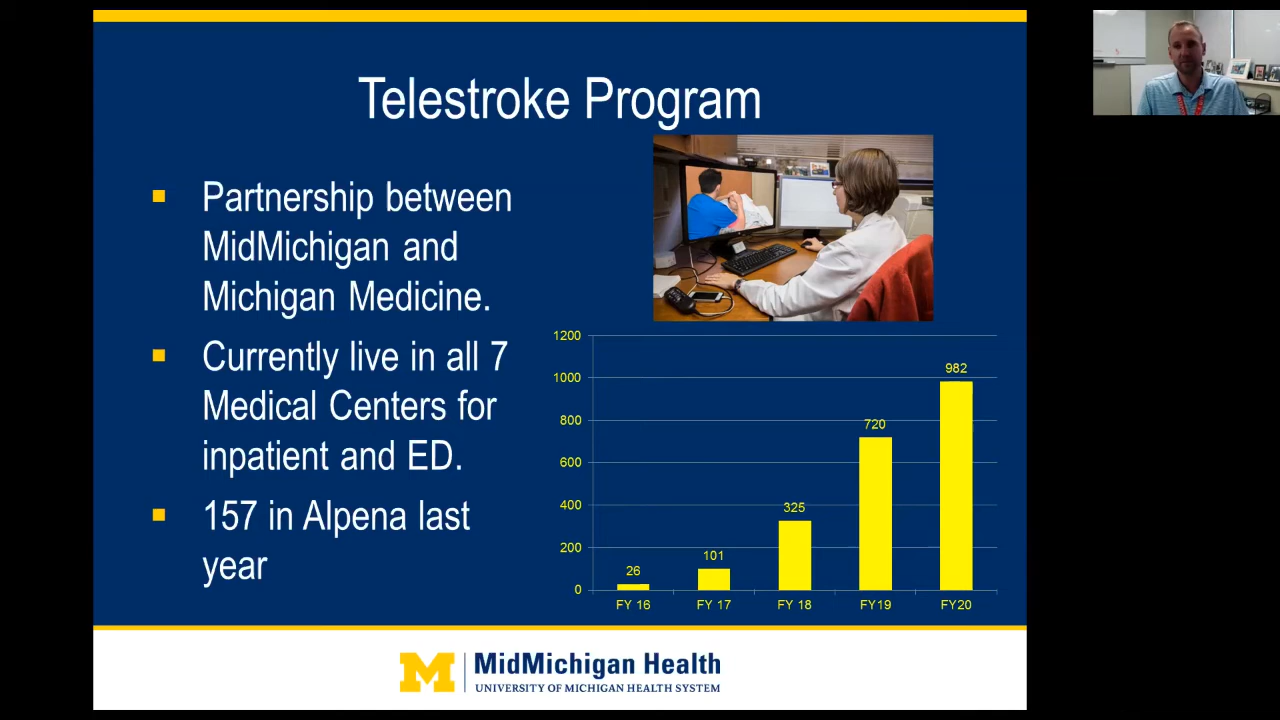 Telestroke Program
Partnership between
MidMichigan and
Michigan Medicine.
Currently live in all 7
Medical Centers for
inpatient and ED.
157 in Alpena last
year
1200
1000
800
600
400
200
0
26
101
325
720
982
FY 16
FY 17
FY 18
FY19
FY20
M
MidMichigan Health
UNIVERSITY OF MICHIGAN HEALTH SYSTEM